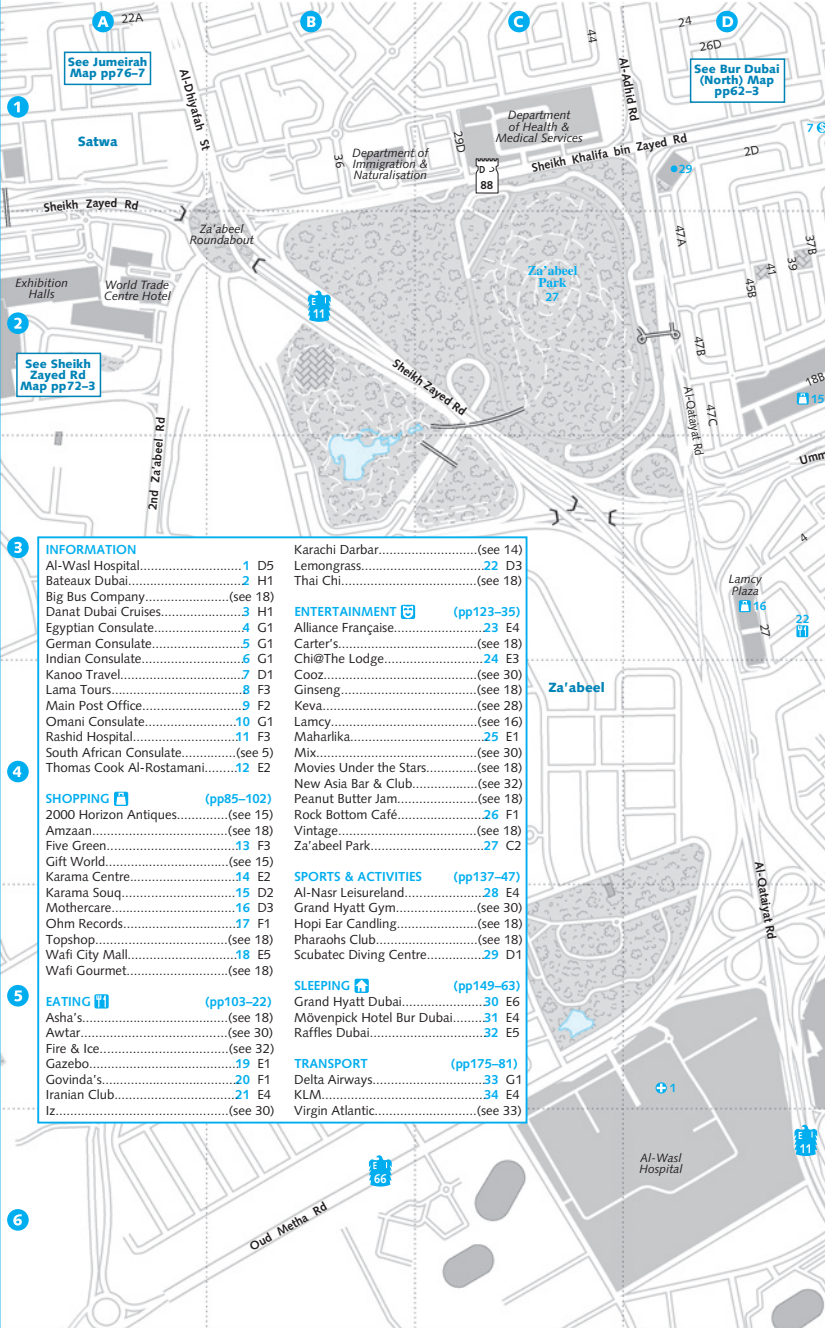 A
B
C
D
22A
44
24
26D
See Jumeirah
Map pp76–7
See Bur Dubai
(North) Map
pp62–3
Al-Dhiyafah St
Al-Adhid Rd
1
Satwa
36
Department of
Immigration &
Naturalisation
29D
Department
of Health &
Medical Services
Sheikh Khalifa bin Zayed Rd
88
7
2D
29
Sheikh Zayed Rd
Za'abeel
Roundabout
47A
37B
39
41
45B
Exhibition
Halls
World Trade
Centre Hotel
Za'abeel
Park
27
E 11
2
See Sheikh
Zayed Rd
Map pp72–3
Sheikh Zayed Rd
47B
18B
15
Al-Qataiyat Rd
47C
2nd Za'abeel Rd
Umm
3
4
Lamcy
Plaza
16
27
22
Za'abeel
INFORMATION
Al-Wasl Hospital..........................1 D5
Bateaux Dubai............................2 H1
Big Bus Company....................(see 18)
Danat Dubai Cruises....................3 H1
Egyptian Consulate.....................4 G1
German Consulate......................5 G1
Indian Consulate.........................6 G1
Kanoo Travel...............................7 D1
Lama Tours.................................8 F3
Main Post Office..........................9 F2
Omani Consulate.......................10 G1
Rashid Hospital..........................11 F3
South African Consulate............(see 5)
Thomas Cook Al-Rostamani.......12 E2
SHOPPING (pp85–102)
2000 Horizon Antiques............(see 15)
Amzaan..................................(see 18)
Five Green.................................13 F3
Gift World...............................(see 15)
Karama Centre..........................14 E2
Karama Souq............................15 D2
Mothercare...............................16 D3
Ohm Records............................17 F1
Topshop..................................(see 18)
Wafi City Mall...........................18 E5
Wafi Gourmet.........................(see 18)
EATING (pp103–22)
Asha's.....................................(see 18)
Awtar.....................................(see 30)
Fire & Ice................................(see 32)
Gazebo.....................................19 E1
Govinda's.................................20 F1
Iranian Club..............................21 E4
Iz............................................(see 30)
Karachi Darbar.........................(see 14)
Lemongrass...............................22 D3
Thai Chi..................................(see 18)
ENTERTAINMENT (pp123–35)
Alliance Française......................23 E4
Carter's...................................(see 18)
Chi@The Lodge.........................24 E3
Cooz.......................................(see 30)
Ginseng...................................(see 18)
Keva.......................................(see 28)
Lamcy.....................................(see 16)
Maharlika..................................25 E1
Mix.........................................(see 30)
Movies Under the Stars.............(see 18)
New Asia Bar & Club.................(see 32)
Peanut Butter Jam....................(see 18)
Rock Bottom Café......................26 F1
Vintage...................................(see 18)
Za'abeel Park............................27 C2
SPORTS & ACTIVITIES (pp137–47)
Al-Nasr Leisureland....................28 E4
Grand Hyatt Gym.....................(see 30)
Hopi Ear Candling.....................(see 18)
Pharaohs Club..........................(see 18)
Scubatec Diving Centre..............29 D1
SLEEPING (pp149–63)
Grand Hyatt Dubai.....................30 E6
Mövenpick Hotel Bur Dubai........31 E4
Raffles Dubai.............................32 E5
TRANSPORT (pp175–81)
Delta Airways............................33 G1
KLM.........................................34 E4
Virgin Atlantic..........................(see 33)
4
Al-Qataiyat Rd
5
1
Al-Wasl
Hospital
E 11
E 66
6
Oud Metha Rd